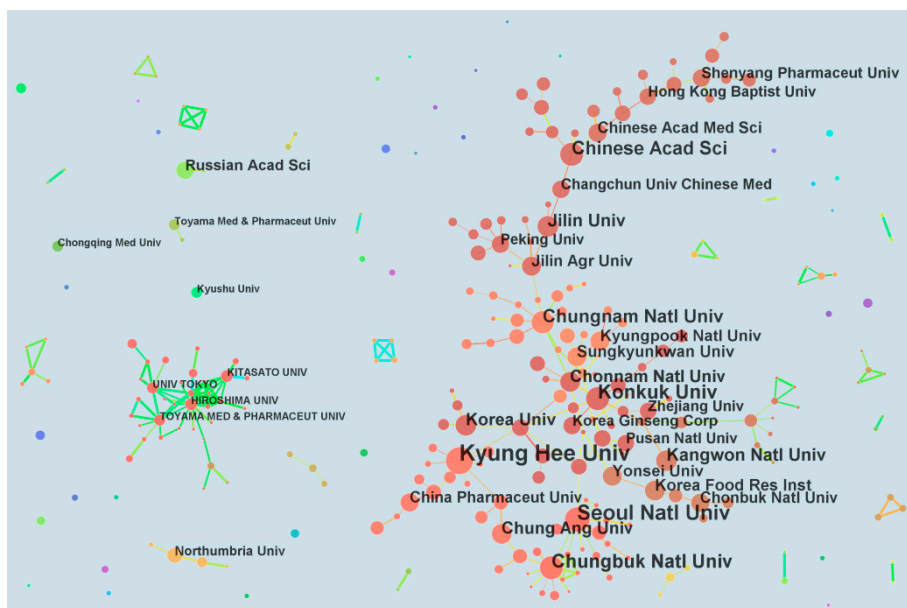 Shenyang Pharmaceut Univ
Hong Kong Baptist Univ
Chinese Acad Med Sci
Chinese Acad Sci
Russian Acad Sci
Changchun Univ Chinese Med
Toyama Med & Pharmaceut Univ
Jilin Univ
Chongqing Med Univ
Peking Univ
Jilin Agr Univ
Kyushu Univ
Chungnam Natl Univ
Kyungpook Natl Univ
Sungkyunkwan Univ
KITASATO UNIV
Chonnam Natl Univ
UNIV TOKYO
Konkuk Univ
HIROSHIMA UNIV
Zhejiang Univ
TOYAMA MED & PHARMACEUT UNIV
Korea Univ
Korea Ginseng Corp
Pusan Natl Univ
Kyung Hee Univ
Kangwon Natl Univ
Yonsei Univ
Korea Food Res Inst
China Pharmaceut Univ
Chonbuk Natl Univ
Seoul Natl Univ
Chung Ang Univ
Northumbria Univ
Chungbuk Natl Univ